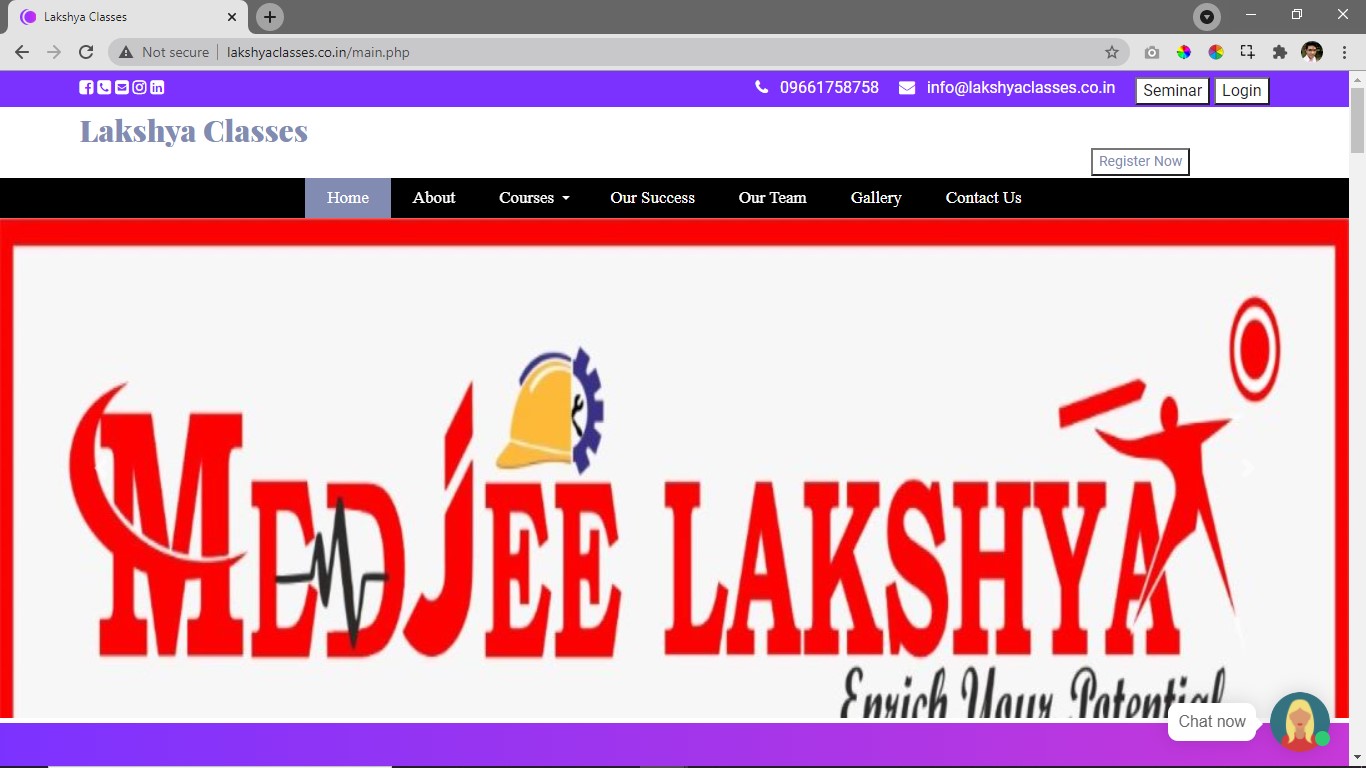 Lakshya Classes
Not secure
lakshyaclasses.co.in/main.php
09661758758 info@lakshyaclasses.co.in Seminar Login
Lakshya Classes
Register Now
Home About Courses Our Success Our Team Gallery Contact Us
MEDJEE LAKSHYA
Enrich Your Potential
Chat now